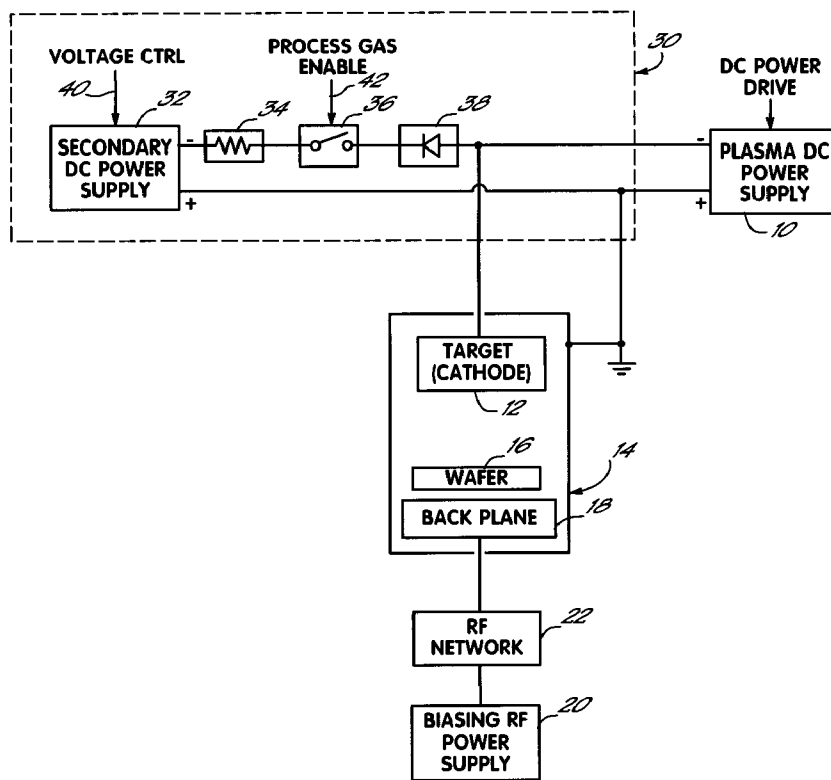 VOLTAGE CTRL
40
PROCESS GAS
ENABLE
42
30
DC POWER
DRIVE
32
34
36
38
SECONDARY
DC POWER
SUPPLY
-
+
-
+
PLASMA DC
POWER
SUPPLY
10
TARGET
(CATHODE)
12
16
WAFER
14
BACK PLANE
18
RF
NETWORK
22
BIASING RF
POWER
SUPPLY
20